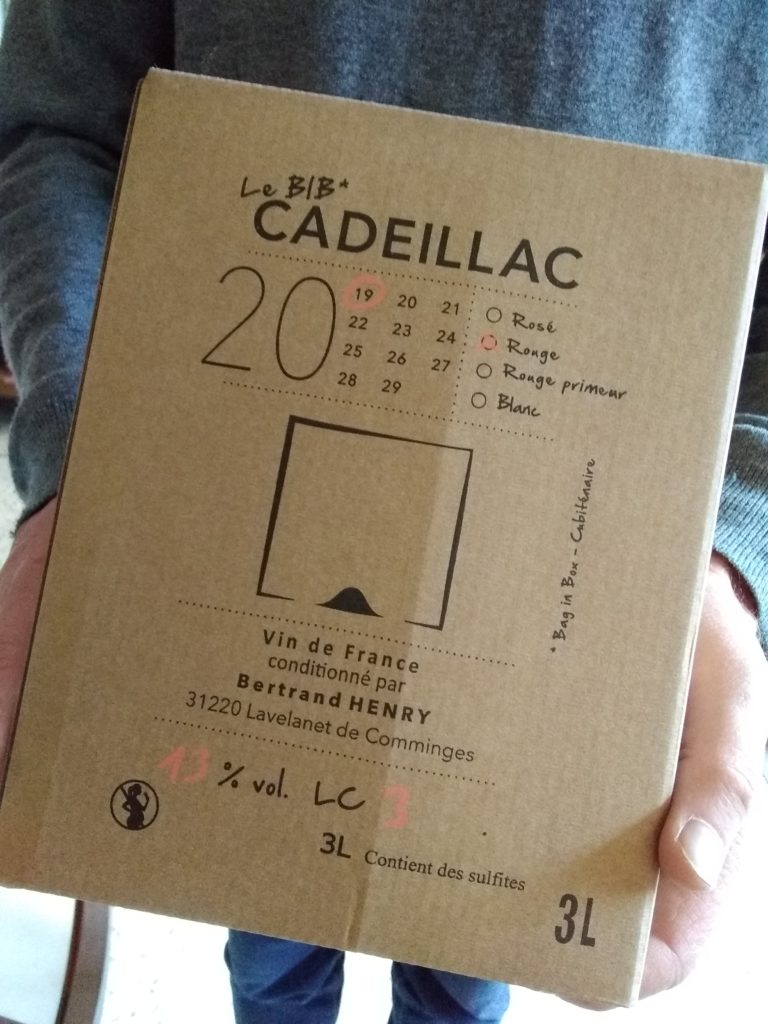 Le BIB*
CADEILLAC
20
19 20 21
22 23 24
25 26 27
28 29
Rosé
Rouge
Rouge primeur
Blanc
* Bag in Box - Cubiténaire
Vin de France
conditionné par
Bertrand HENRY
31220 Lavelanet de Comminges
13 % vol. LC 3
3L Contient des sulfites
3L